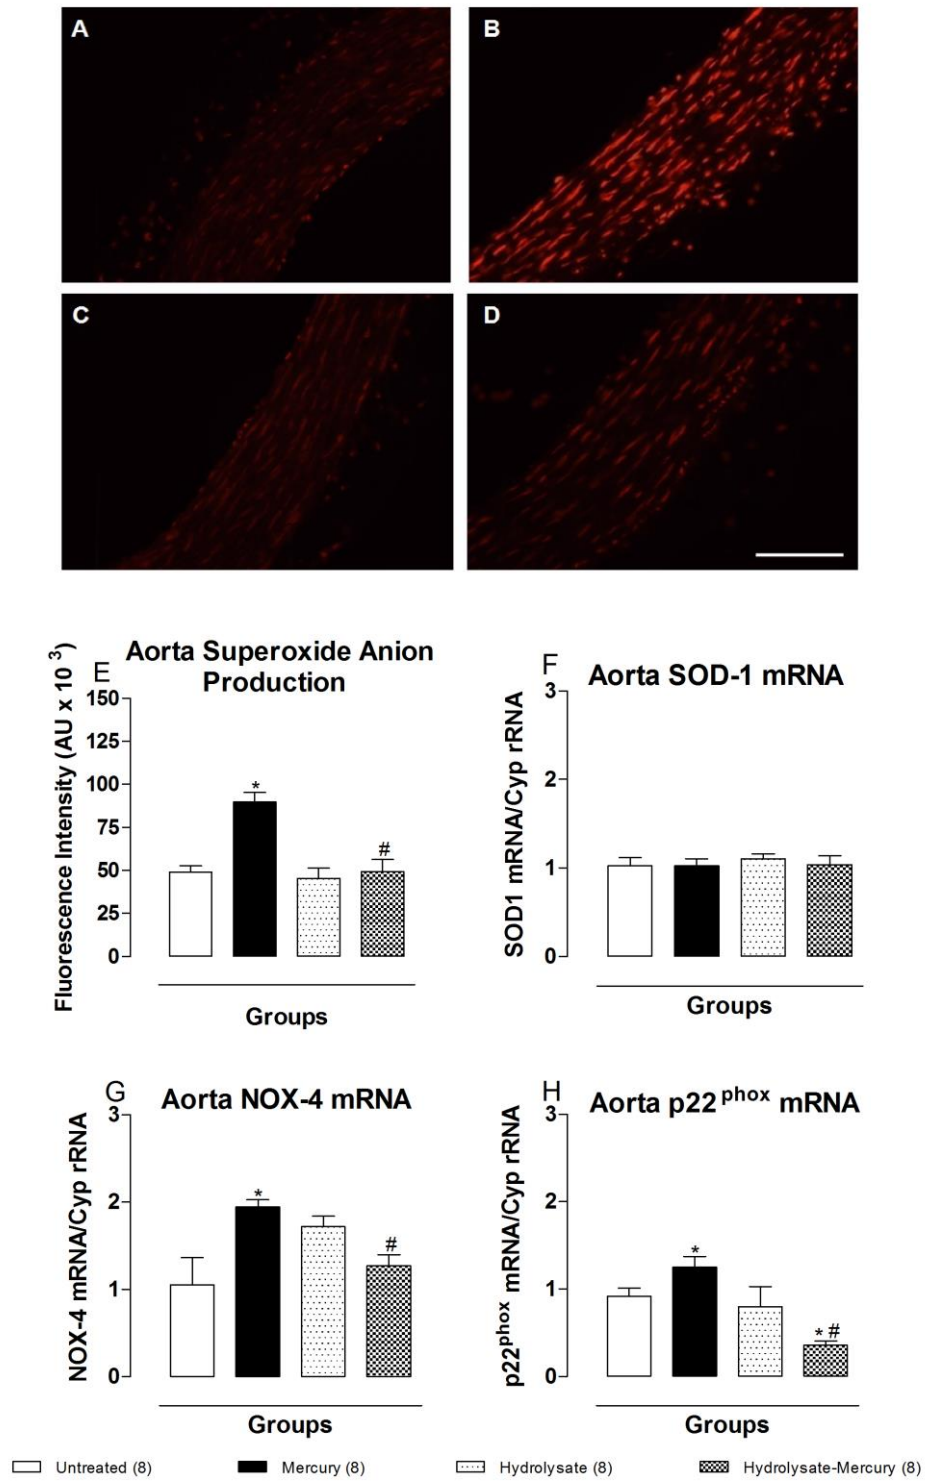 A
B
C
D
E
Aorta Superoxide Anion
Production
Fluorescence Intensity (AU x 10 3)
150
125
100
75
50
25
0
*
#
Groups
F
Aorta SOD-1 mRNA
SOD1 mRNA/Cyp rRNA
3
2
1
0
Groups
G
Aorta NOX-4 mRNA
NOX-4 mRNA/Cyp rRNA
3
2
1
0
*
#
Groups
H
Aorta p22 phox mRNA
p22phox mRNA/Cyp rRNA
3
2
1
0
*
* #
Groups
Untreated (8)
Mercury (8)
Hydrolysate (8)
Hydrolysate-Mercury (8)